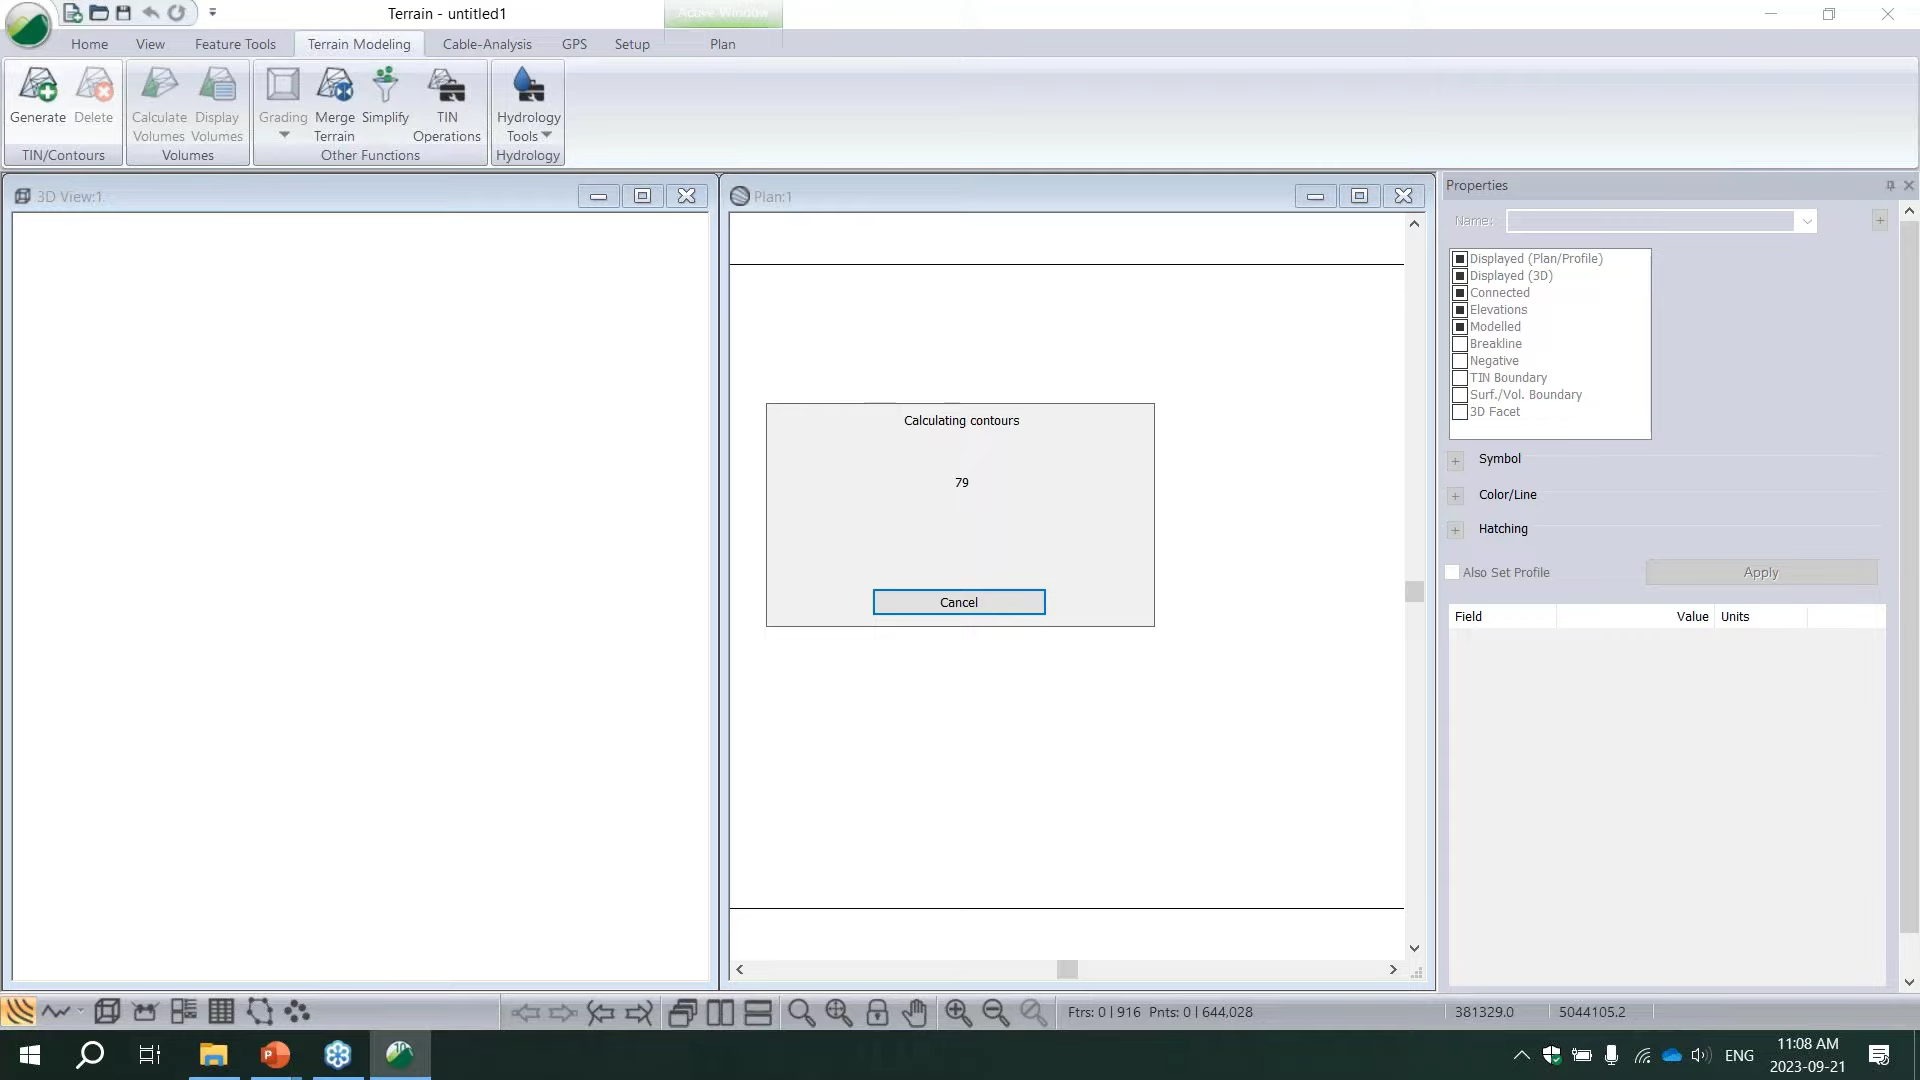 Terrain - untitled1
Active Window
Home View Feature Tools Terrain Modeling Cable-Analysis GPS Setup Plan
Generate Delete Calculate Display Grading Merge Simplify TIN Hydrology
Volumes Volumes Terrain Operations Tools
TIN/Contours Volumes Other Functions Hydrology
3D View:1
Plan:1
Properties
Name:
Displayed (Plan/Profile)
Displayed (3D)
Connected
Elevations
Modelled
Breakline
Negative
TIN Boundary
Surf./Vol. Boundary
3D Facet
Calculating contours
79
Cancel
Symbol
Color/Line
Hatching
Also Set Profile Apply
Field Value Units
Ftrs: 0 | 916 Pnts: 0 | 644,028 381329.0 5044105.2
ENG
11:08 AM
2023-09-21